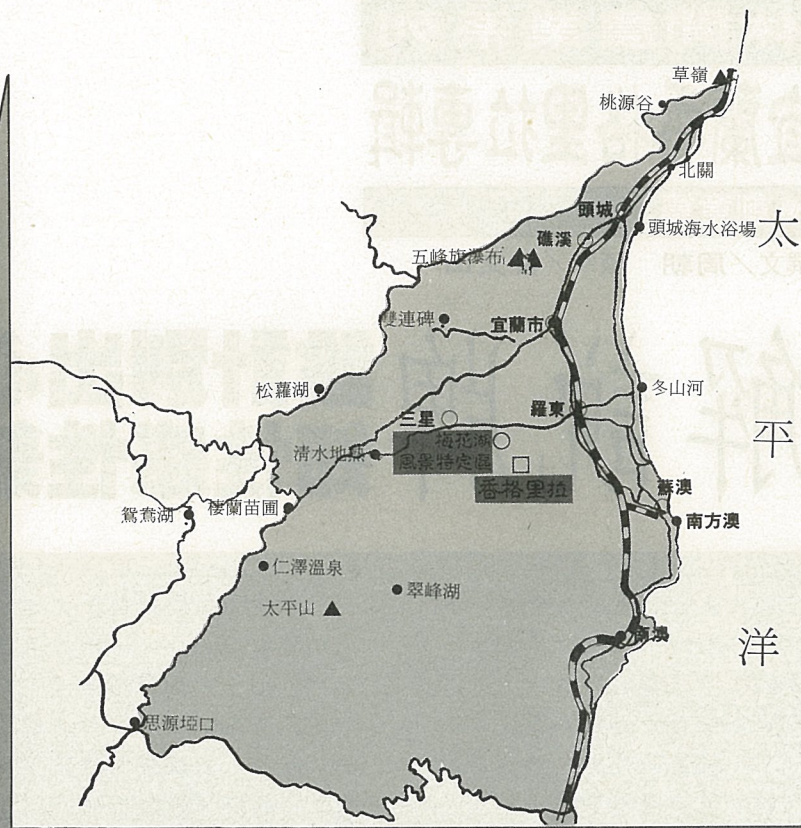 草嶺
桃源谷
北關
頭城
頭城海水浴場
礁溪
五峰旗瀑布
雙連碑
宜蘭市
松蘿湖
冬山河
羅東
三星
梅花湖
風景特定區
清水地熱
香格里拉
蘇澳
南方澳
鴛鴦湖
棲蘭苗圃
仁澤溫泉
翠峰湖
太平山
南澳
思源埡口
太
平
洋